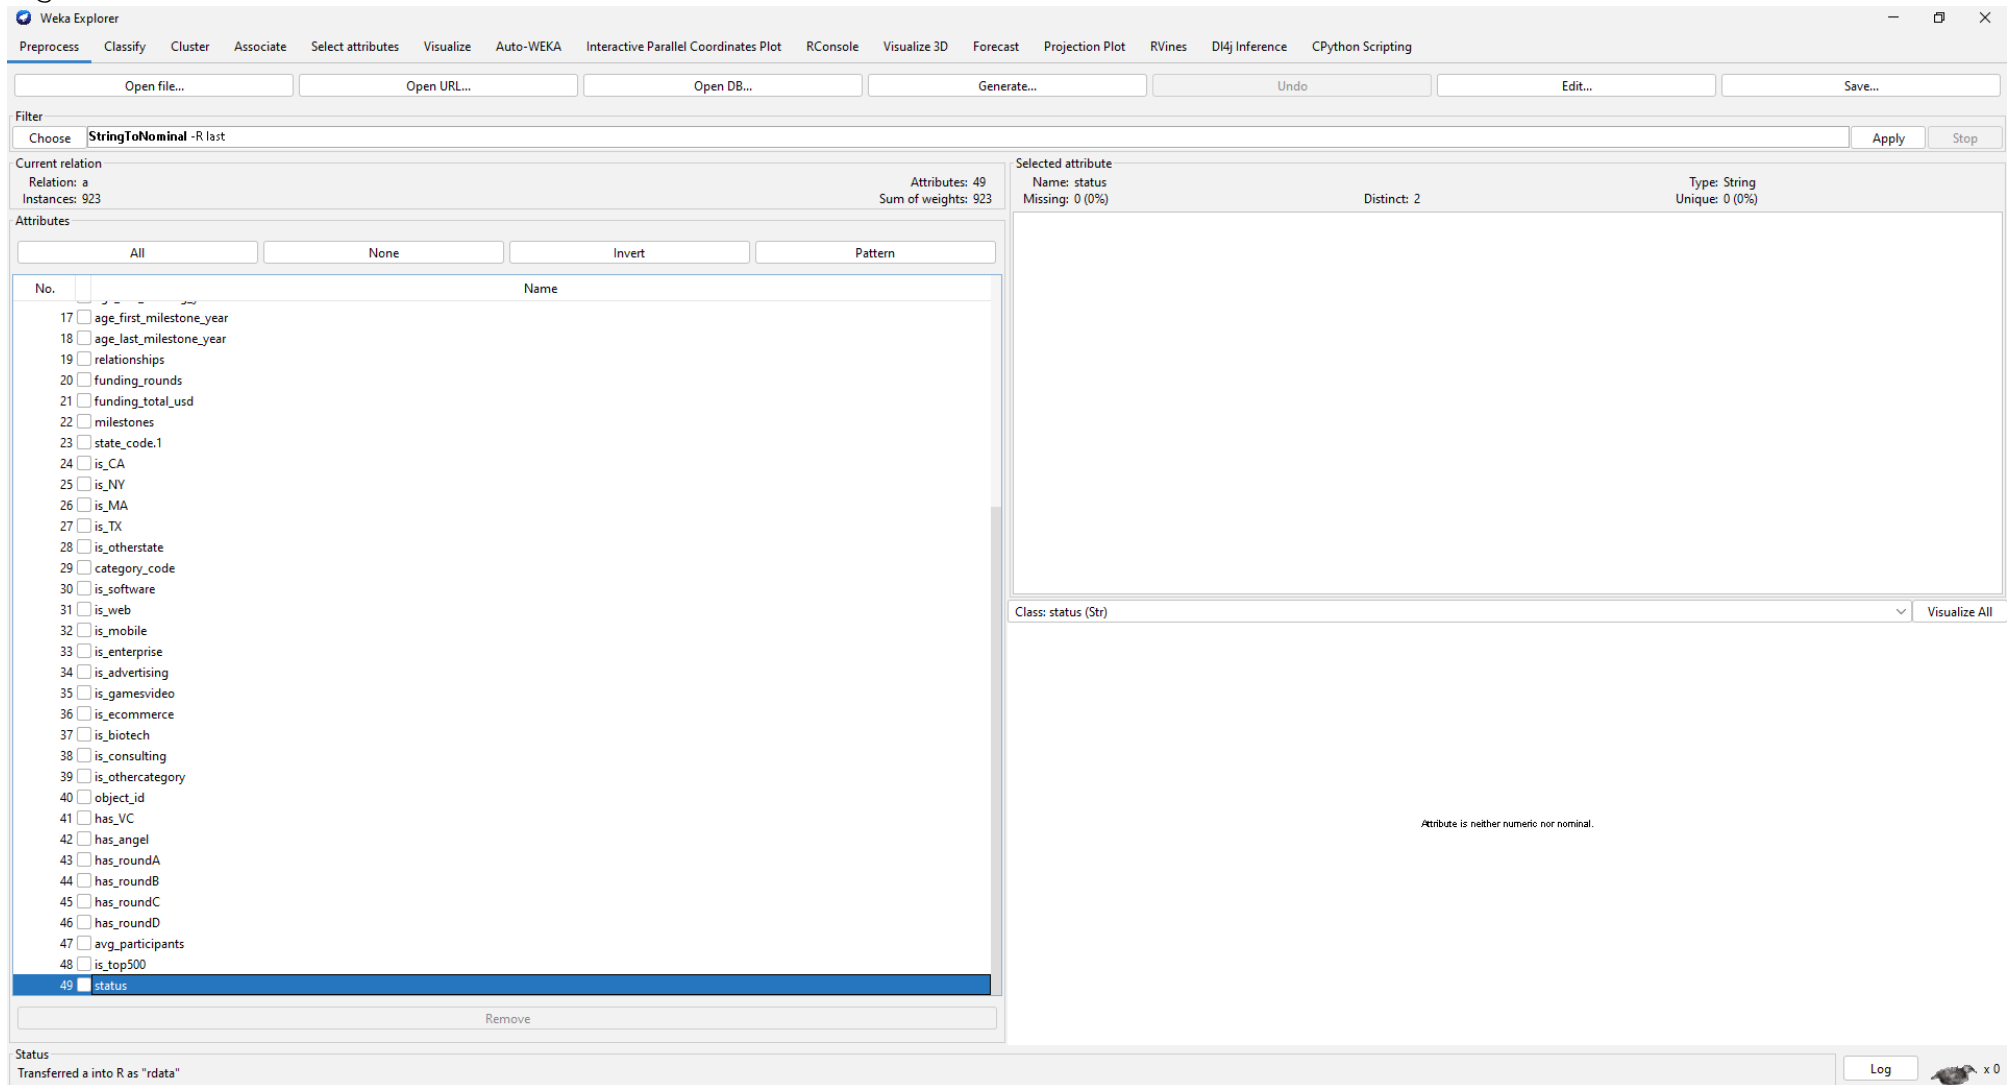 Weka Explorer
Preprocess Classify Cluster Associate Select attributes Visualize Auto-WEKA Interactive Parallel Coordinates Plot RConsole Visualize 3D Forecast Projection Plot RVines Dl4j Inference CPython Scripting
Open file... Open URL... Open DB... Generate... Undo Edit... Save...
Filter
Choose StringToNominal -R last Apply Stop
Current relation
Relation: a Attributes: 49
Instances: 923 Sum of weights: 923
Selected attribute
Name: status Type: String
Missing: 0 (0%) Distinct: 2 Unique: 0 (0%)
Attributes
All None Invert Pattern
No. Name
17 age_first_milestone_year
18 age_last_milestone_year
19 relationships
20 funding_rounds
21 funding_total_usd
22 milestones
23 state_code.1
24 is_CA
25 is_NY
26 is_MA
27 is_TX
28 is_otherstate
29 category_code
30 is_software
31 is_web
32 is_mobile
33 is_enterprise
34 is_advertising
35 is_gamesvideo
36 is_ecommerce
37 is_biotech
38 is_consulting
39 is_othercategory
40 object_id
41 has_VC
42 has_angel
43 has_roundA
44 has_roundB
45 has_roundC
46 has_roundD
47 avg_participants
48 is_top500
49 status
Remove
Class: status (Str) Visualize All
Attribute is neither numeric nor nominal.
Status
Transferred a into R as "rdata"
Log x 0